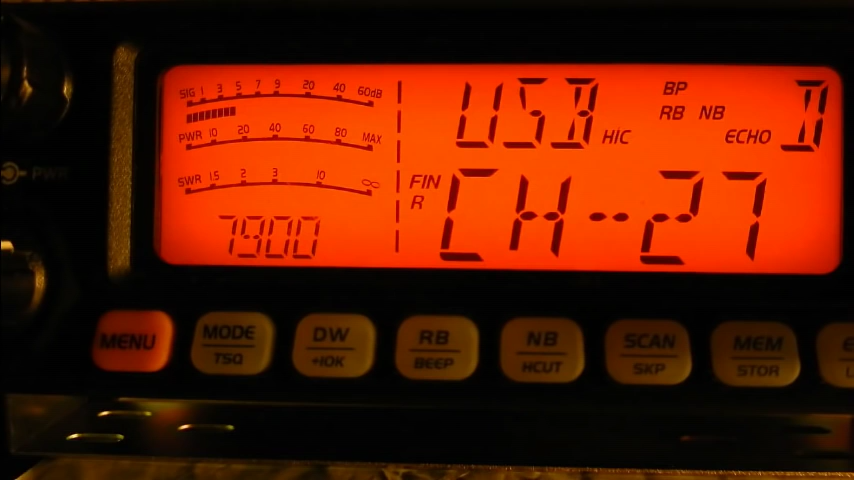 SIG 1 3 5 7 9 20 40 60dB
PWR 10 20 40 60 80 MAX
SWR 1.5 2 3 10 ∞
7900
USB HIC
BP
RB NB
ECHO
FIN
R
CH--27
PWR
MENU
MODE
TSQ
DW
+10K
RB
BEEP
NB
HCUT
SCAN
SKP
MEM
STOR